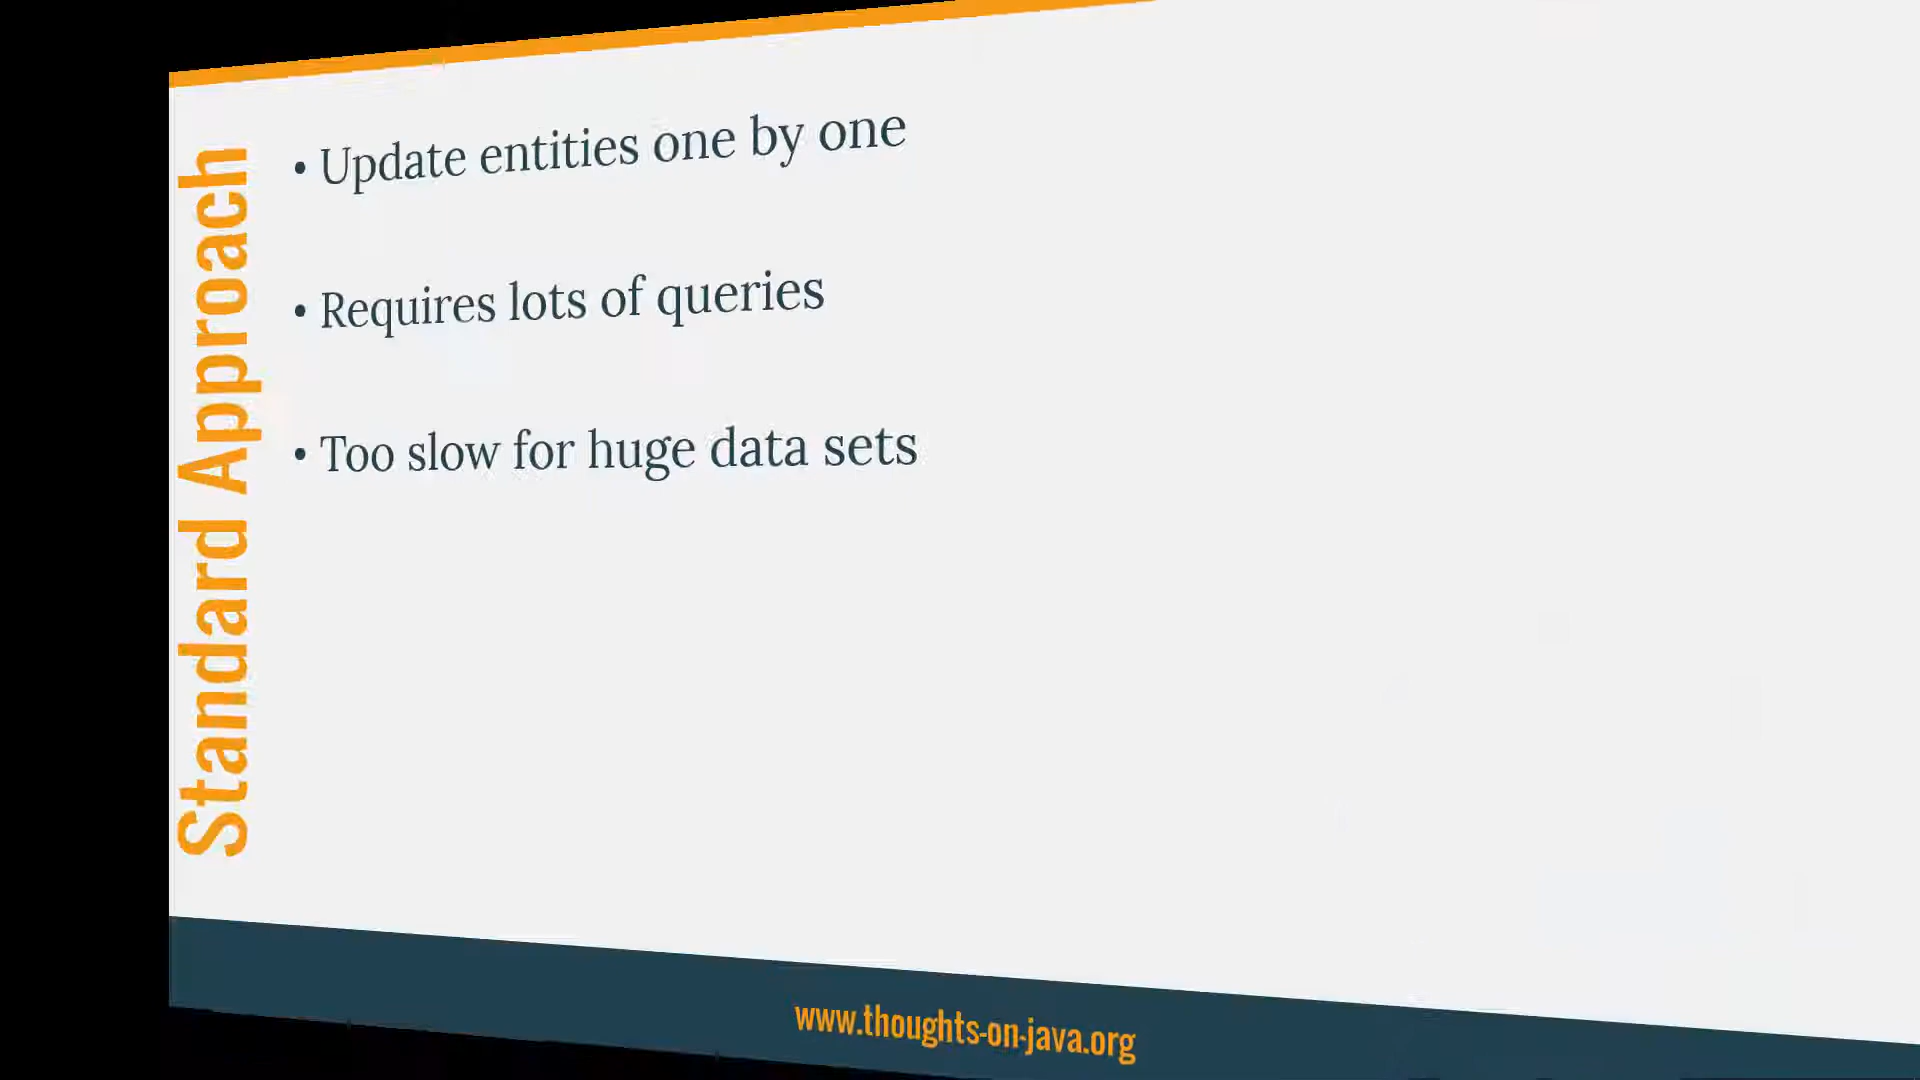 Standard Approach
• Update entities one by one
• Requires lots of queries
• Too slow for huge data sets
www.thoughts-on-java.org